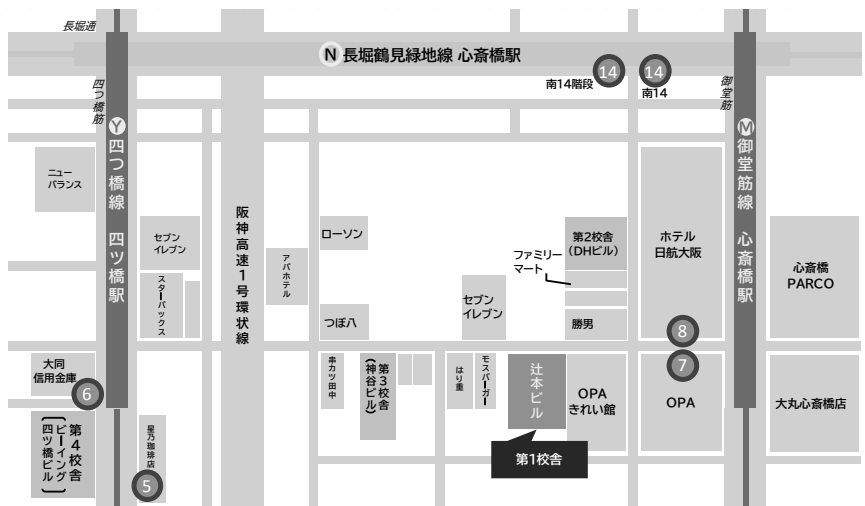 長堀通
N 長堀鶴見緑地線 心斎橋駅
14
14
南14階段
南14
四つ橋筋
御堂筋
Y 四つ橋線 四ツ橋駅
M 御堂筋線 心斎橋駅
阪神高速1号環状線
ニュー
バランス
セブン
イレブン
スターバックス
アパホテル
ローソン
つぼ八
セブン
イレブン
ファミリー
マート
第2校舎
(DHビル)
勝男
ホテル
日航大阪
8
心斎橋
PARCO
大同
信用金庫
6
第4校舎
(ビーイング
四ツ橋ビル)
星乃珈琲店
5
串カツ田中
第3校舎
(神谷ビル)
はり重
モスバーガー
辻本ビル
第1校舎
OPA
きれい館
7
OPA
大丸心斎橋店